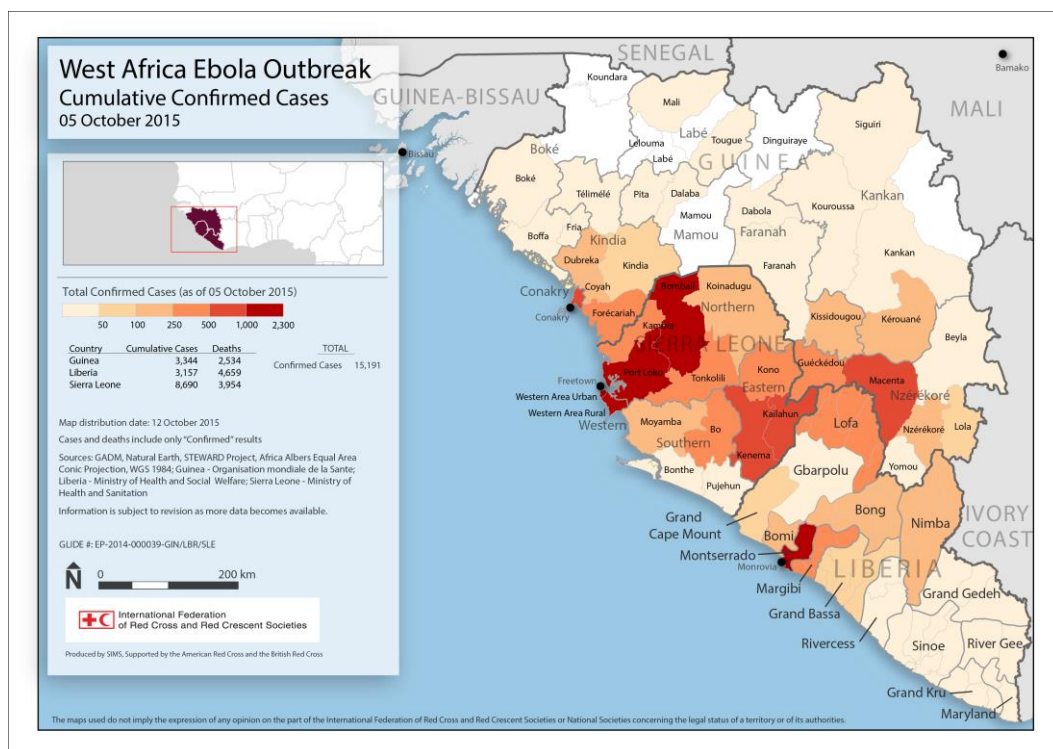 West Africa Ebola Outbreak
Cumulative Confirmed Cases
05 October 2015
Total Confirmed Cases (as of 05 October 2015)
50 100 250 500 1,000 2,300
Country Cumulative Cases Deaths TOTAL
Guinea 3,344 2,534
Confirmed Cases 15,191
Liberia 3,157 4,659
Sierra Leone 8,690 3,954
Map distribution date: 12 October 2015
Cases and deaths include only "Confirmed" results
Sources: GADM, Natural Earth, STEWARD Project, Africa Albers Equal Area
Conic Projection, WGS 1984; Guinea - Organisation mondiale de la Sante;
Liberia - Ministry of Health and Social Welfare; Sierra Leone - Ministry of
Health and Sanitation
Information is subject to revision as more data becomes available.
GLIDE #: EP-2014-000039-GIN/LBR/SLE
N
0 200 km
International Federation
of Red Cross and Red Crescent Societies
Produced by SIMS, Supported by the American Red Cross and the British Red Cross
SENEGAL
Bamako
GUINEA-BISSAU
MALI
Bissau
Koundara
Mali
Siguiri
Labé
Tougue
Dinguiraye
Lelouma
Labé
GUINEA
Boké
Boké
Télimélé
Pita
Dalaba
Kankan
Kouroussa
Mamou
Dabola
Boffa
Fria
Kindia
Mamou
Faranah
Dubreka
Kindia
Faranah
Kankan
Coyah
Conakry
Conakry
Forécariah
Bombali
Koinadugu
Northern
Kissidougou
Kérouané
Beyla
Kambia
SIERRA LEONE
Port Loko
Tonkolili
Kono
Eastern
Guéckédou
Macenta
Nzérékoré
Freetown
Western Area Urban
Western Area Rural
Western
Moyamba
Bo
Kailahun
Lofa
Nzérékoré
Lola
Southern
Kenema
Yomou
Bonthe
Pujehun
Gbarpolu
Grand
Cape Mount
Bong
Nimba
IVORY
COAST
Bomi
Montserrado
Monrovia
LIBERIA
Margibi
Grand Bassa
Grand Gedeh
Rivercess
Sinoe
River Gee
Grand Kru
Maryland
The maps used do not imply the expression of any opinion on the part of the International Federation of Red Cross and Red Crescent Societies or National Societies concerning the legal status of a territory or of its authorities.